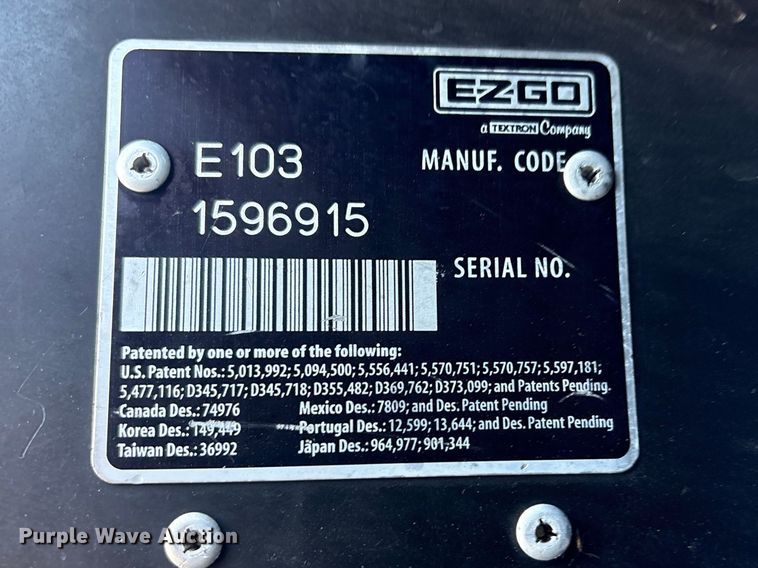 EZGO
a TEXTRON Company
E103 MANUF. CODE
1596915
SERIAL NO.
Patented by one or more of the following:
U.S. Patent Nos.: 5,013,992; 5,094,500; 5,556,441; 5,570,751; 5,570,757; 5,597,181;
5,477,116; D345,717; D345,718; D355,482; D369,762; D373,099; and Patents Pending.
Canada Des.: 74976 Mexico Des.: 7809; and Des. Patent Pending
Korea Des.: 149,449 Portugal Des.: 12,599; 13,644; and Des. Patent Pending
Taiwan Des.: 36992 Japan Des.: 964,977; 901,344
Purple Wave Auction